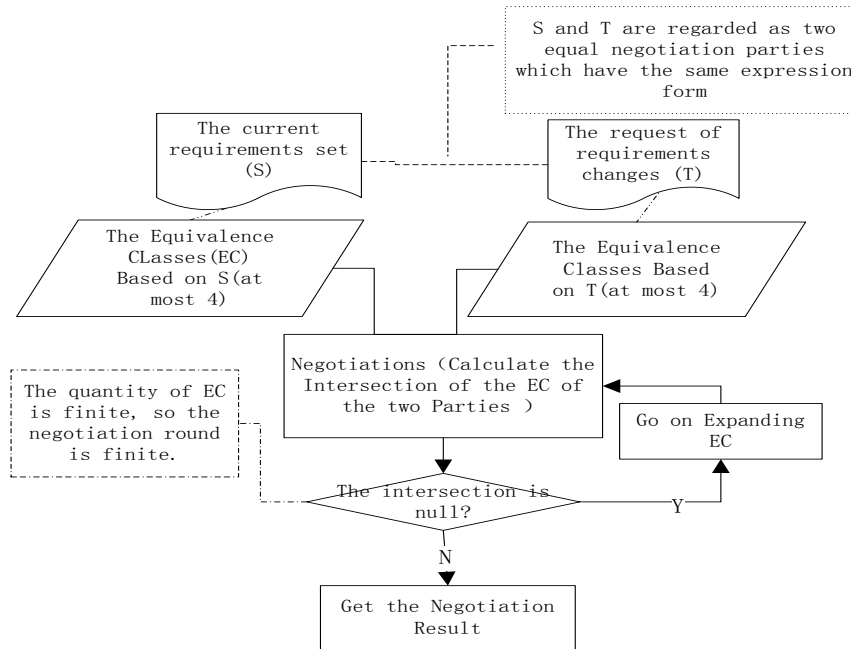 S and T are regarded as two
equal negotiation parties
which have the same expression
form
The current
requirements set
(S)
The request of
requirements
changes (T)
The Equivalence
CLasses(EC)
Based on S(at
most 4)
The Equivalence
Classes Based
on T(at most 4)
Negotiations (Calculate the
Intersection of the EC of
the two Parties )
The quantity of EC
is finite, so the
negotiation round
is finite.
Go on Expanding
EC
The intersection is
null?
Y
N
Get the Negotiation
Result